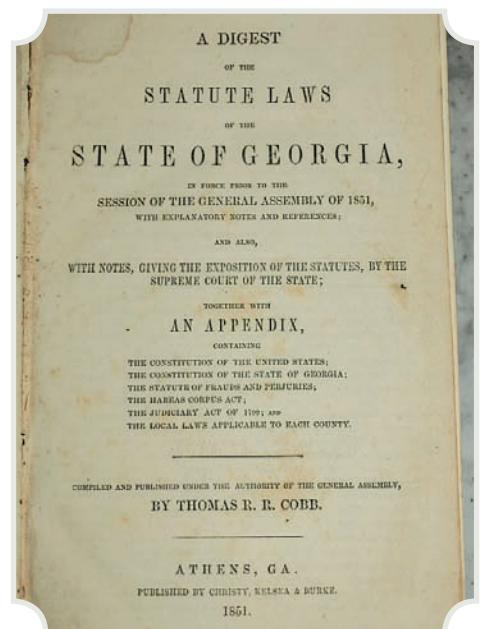 A DIGEST
OF THE
STATUTE LAWS
OF THE
STATE OF GEORGIA,
IN FORCE PRIOR TO THE
SESSION OF THE GENERAL ASSEMBLY OF 1851,
WITH EXPLANATORY NOTES AND REFERENCES;
AND ALSO,
WITH NOTES, GIVING THE EXPOSITION OF THE STATUTES, BY THE
SUPREME COURT OF THE STATE;
TOGETHER WITH
AN APPENDIX,
CONTAINING
THE CONSTITUTION OF THE UNITED STATES;
THE CONSTITUTION OF THE STATE OF GEORGIA;
THE STATUTE OF FRAUDS AND PERJURIES;
THE HABEAS CORPUS ACT;
THE JUDICIARY ACT OF 1799; AND
THE LOCAL LAWS APPLICABLE TO EACH COUNTY.
COMPILED AND PUBLISHED UNDER THE AUTHORITY OF THE GENERAL ASSEMBLY,
BY THOMAS R. R. COBB.
ATHENS, GA.
PUBLISHED BY CHRISTY, KELSEA & BURKE.
1851.